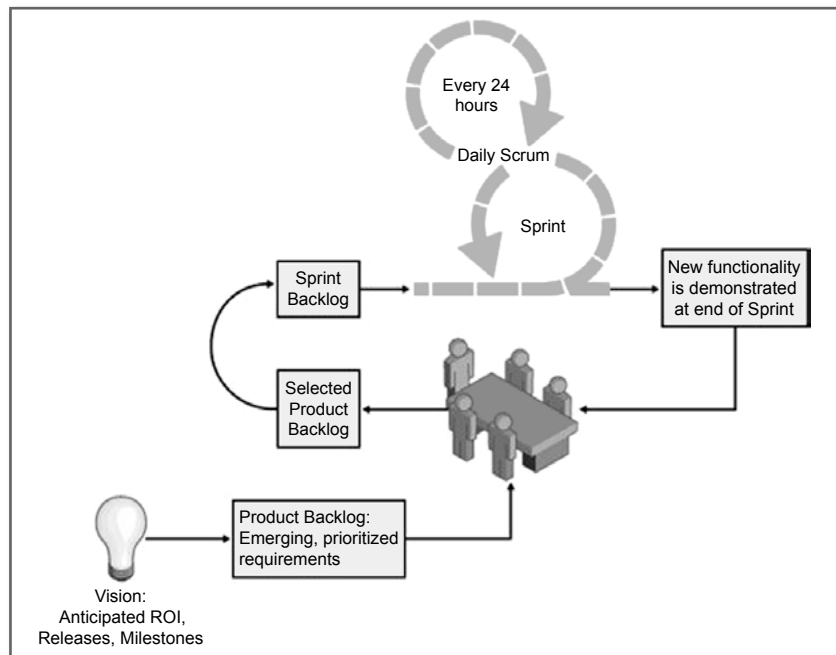 Every 24
hours
Daily Scrum
Sprint
Sprint
Backlog
New functionality
is demonstrated
at end of Sprint
Selected
Product
Backlog
Product Backlog:
Emerging, prioritized
requirements
Vision:
Anticipated ROI,
Releases, Milestones